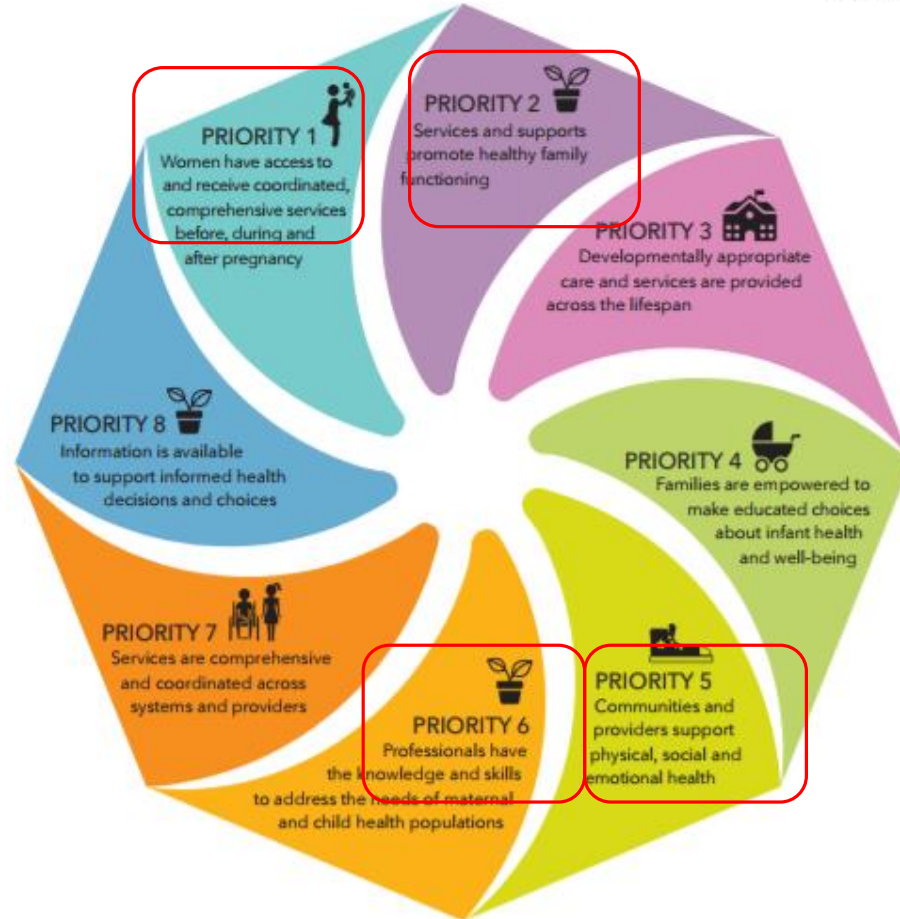 PRIORITY 1
Women have access to
and receive coordinated,
comprehensive services
before, during and
after pregnancy
PRIORITY 2
Services and supports
promote healthy family
functioning
PRIORITY 3
Developmentally appropriate
care and services are provided
across the lifespan
PRIORITY 4
Families are empowered to
make educated choices
about infant health
and well-being
PRIORITY 5
Communities and
providers support
physical, social and
emotional health
PRIORITY 6
Professionals have
the knowledge and skills
to address the needs of maternal
and child health populations
PRIORITY 7
Services are comprehensive
and coordinated across
systems and providers
PRIORITY 8
Information is available
to support informed health
decisions and choices